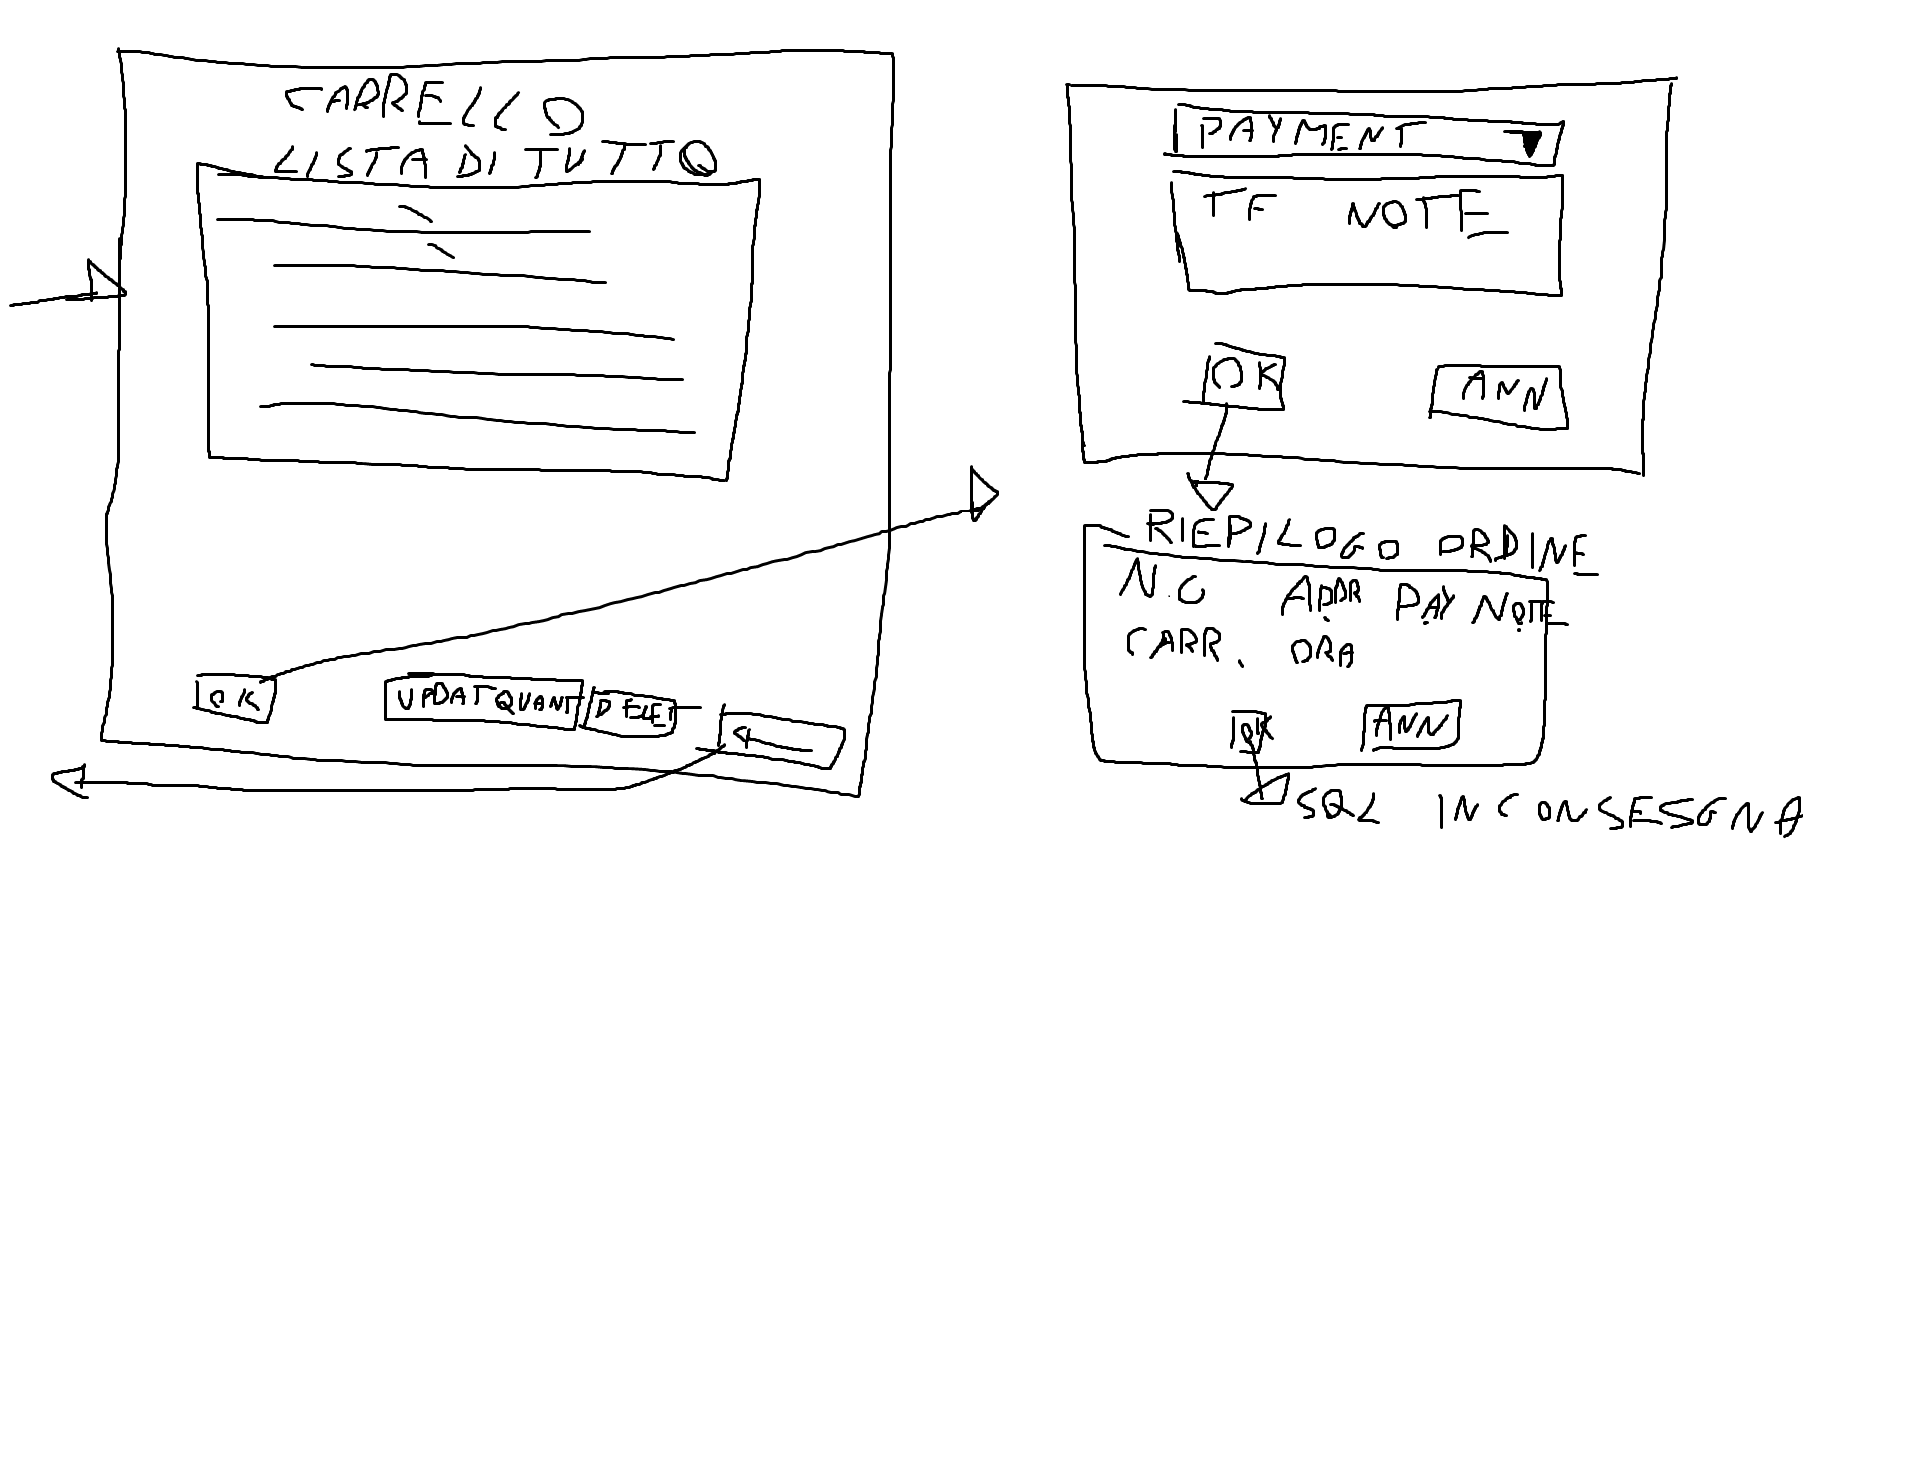 CARRELLO
LISTA DI TUTTO
OK UPDATQUANT DELET
PAYMENT
TF NOTE
OK ANN
RIEPILOGO ORDINE
N.C ADDR PAY NOTE
CARR. ORA
OK ANN
SQL INCONSESGNA